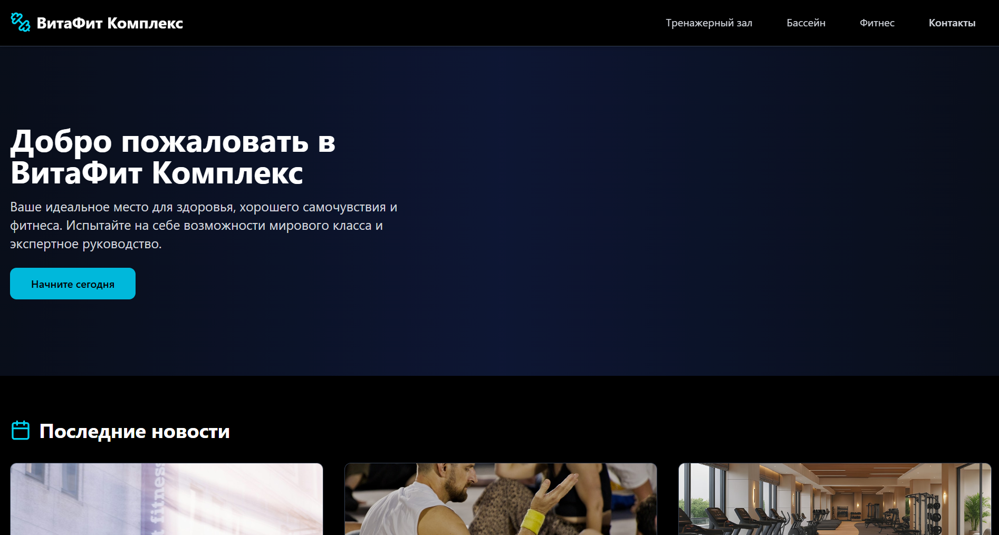 ВитаФит Комплекс
Тренажерный зал
Бассейн
Фитнес
Контакты
Добро пожаловать в
ВитаФит Комплекс
Ваше идеальное место для здоровья, хорошего самочувствия и
фитнеса. Испытайте на себе возможности мирового класса и
экспертное руководство.
Начните сегодня
Последние новости
fitness